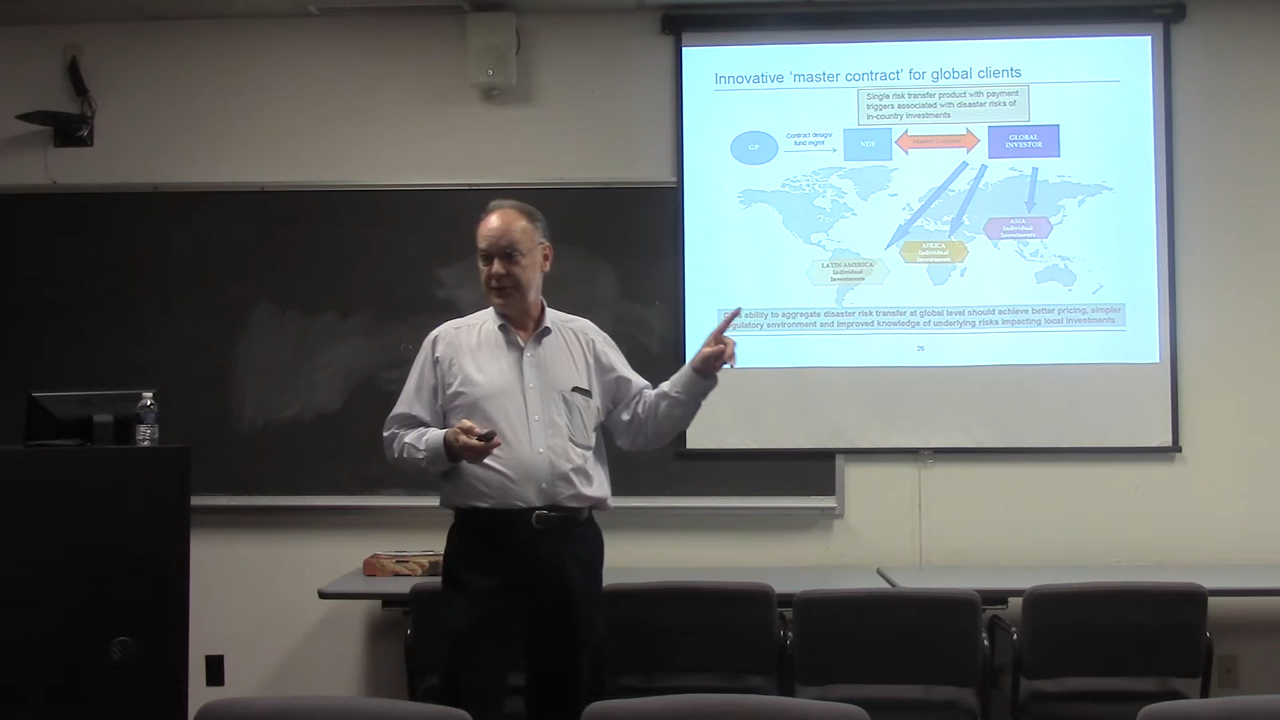 Innovative ‘master contract’ for global clients
Single risk transfer product with payment
triggers associated with disaster risks of
in-country investments
Contract design/
fund mgmt
GP
NDF
Master Contract
GLOBAL
INVESTOR
ASIA
Individual
Investments
AFRICA
Individual
Investments
LATIN AMERICA
Individual
Investments
ability to aggregate disaster risk transfer at global level should achieve better pricing, simpler
regulatory environment and improved knowledge of underlying risks impacting local investments
26